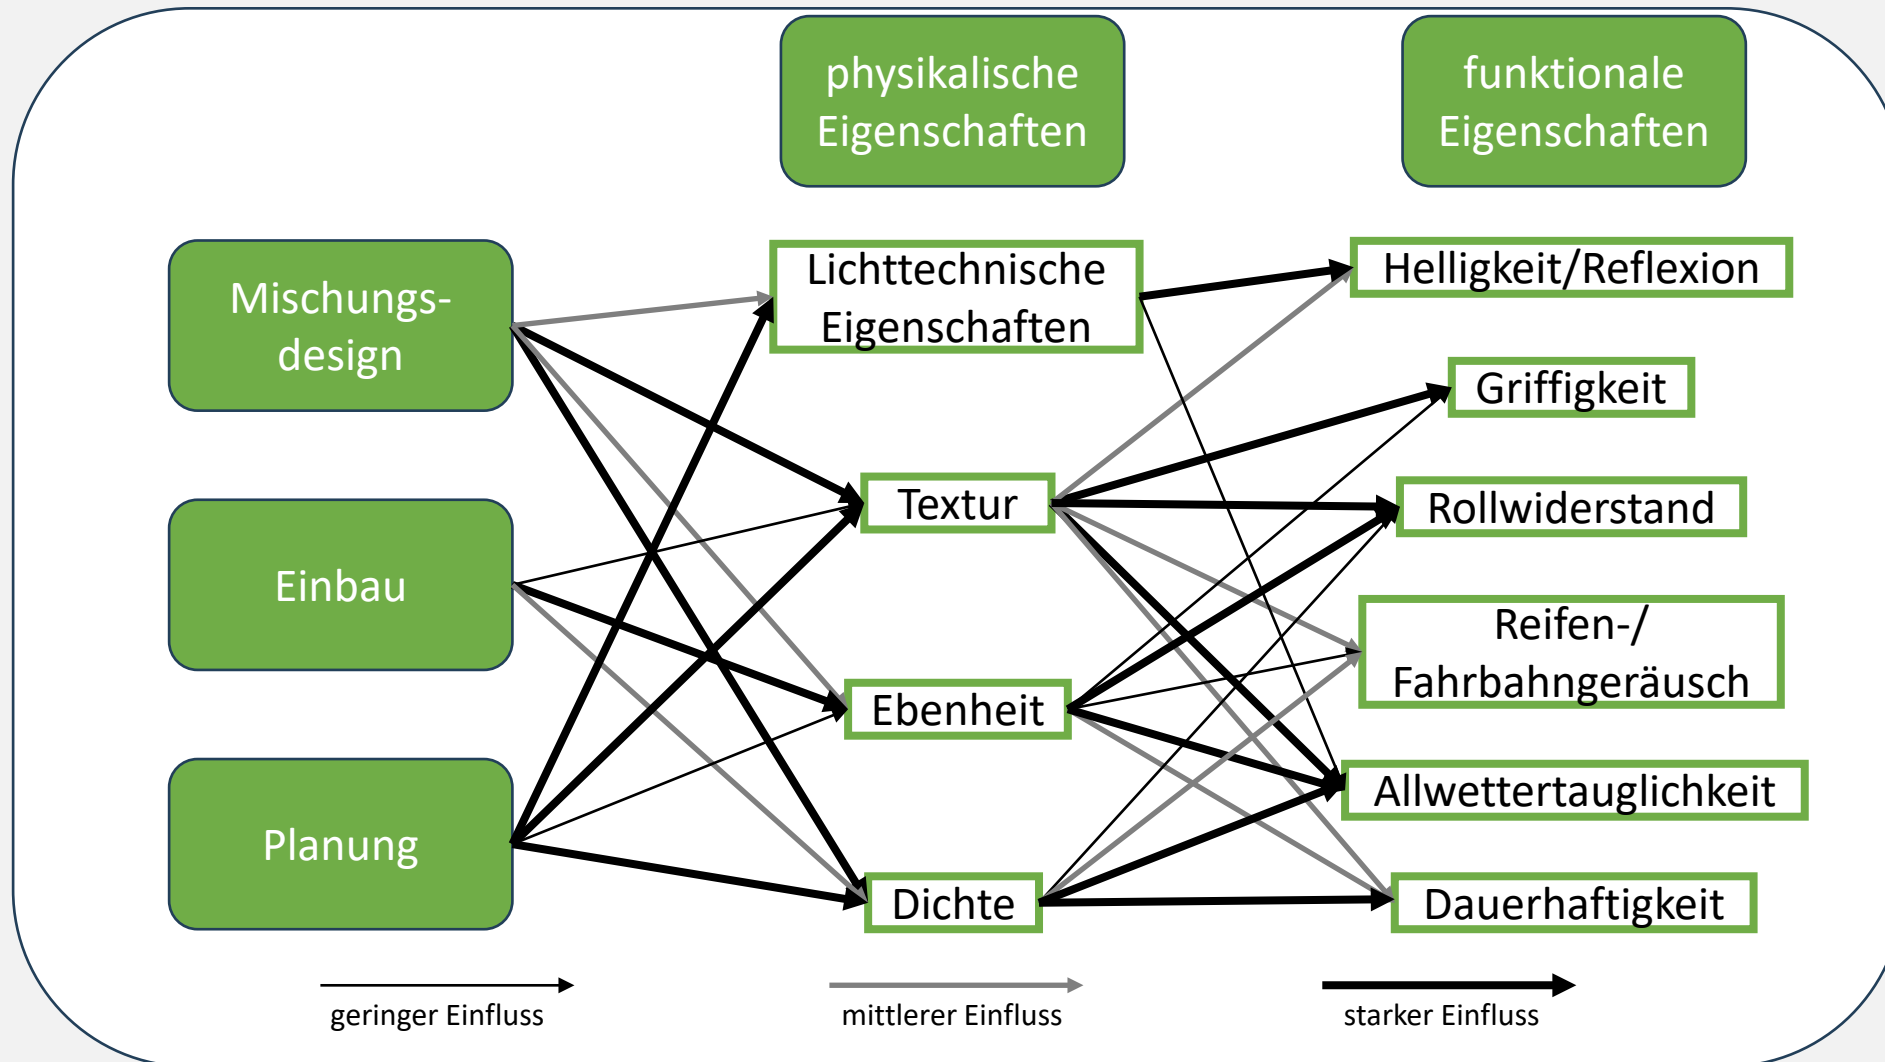 physikalische
Eigenschaften
funktionale
Eigenschaften
Mischungs-
design
Einbau
Planung
Lichttechnische
Eigenschaften
Textur
Ebenheit
Dichte
Helligkeit/Reflexion
Griffigkeit
Rollwiderstand
Reifen-/
Fahrbahngeräusch
Allwettertauglichkeit
Dauerhaftigkeit
geringer Einfluss
mittlerer Einfluss
starker Einfluss